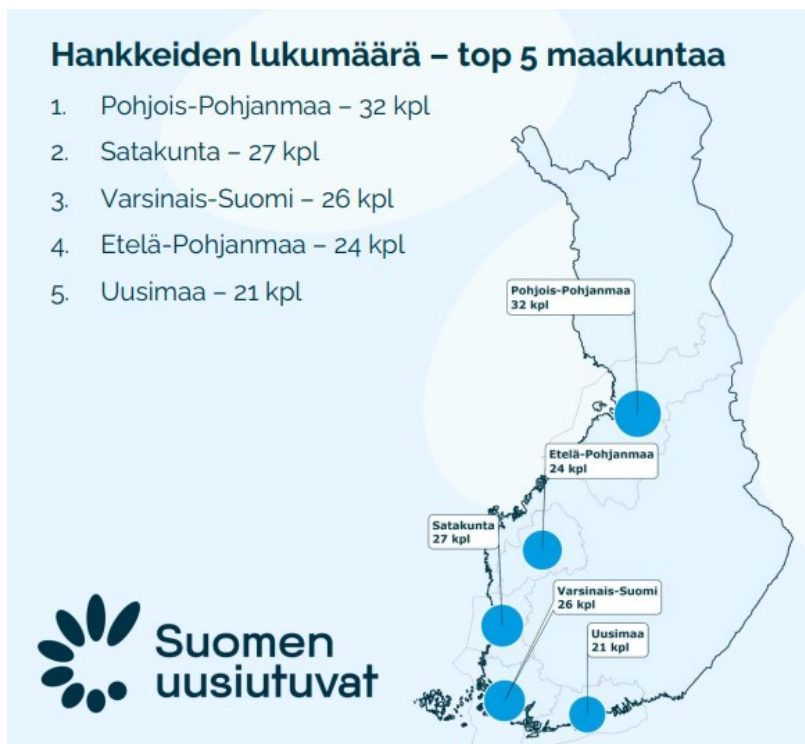 Hankkeiden lukumäärä – top 5 maakuntaa
1. Pohjois-Pohjanmaa – 32 kpl
2. Satakunta – 27 kpl
3. Varsinais-Suomi – 26 kpl
4. Etelä-Pohjanmaa – 24 kpl
5. Uusimaa – 21 kpl
Pohjois-Pohjanmaa
32 kpl
Etelä-Pohjanmaa
24 kpl
Satakunta
27 kpl
Varsinais-Suomi
26 kpl
Uusimaa
21 kpl
Suomen
uusiutuvat